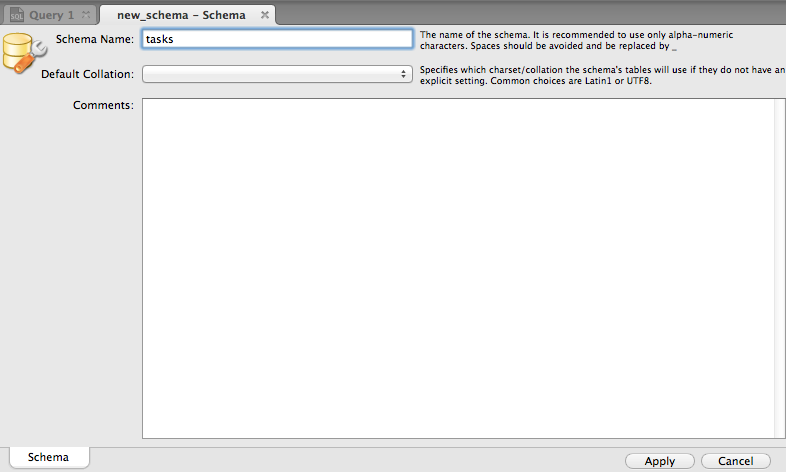 SQL Query 1
new_schema – Schema
Schema Name: tasks
The name of the schema. It is recommended to use only alpha-numeric
characters. Spaces should be avoided and be replaced by _
Default Collation:
Specifies which charset/collation the schema's tables will use if they do not have an
explicit setting. Common choices are Latin1 or UTF8.
Comments:
Schema
Apply
Cancel